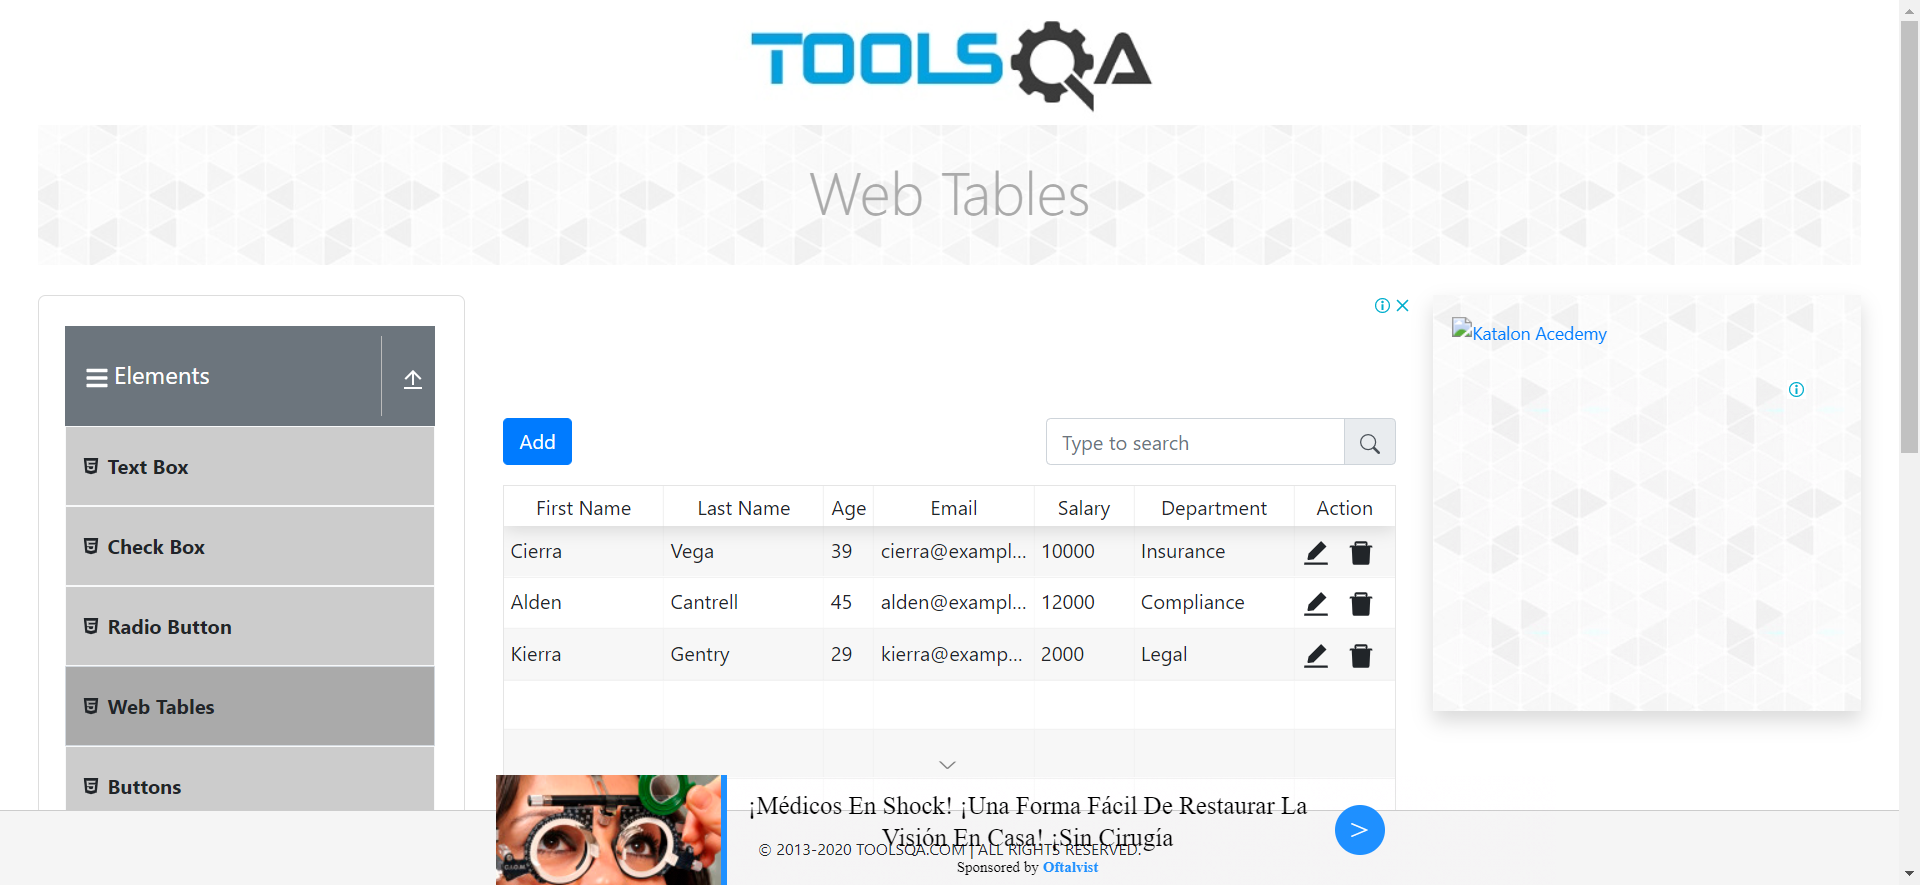 TOOLSQA
Web Tables
Elements
Text Box
Check Box
Radio Button
Web Tables
Buttons
Add
Type to search
First Name Last Name Age Email Salary Department Action
Cierra Vega 39 cierra@exampl... 10000 Insurance
Alden Cantrell 45 alden@exampl... 12000 Compliance
Kierra Gentry 29 kierra@examp... 2000 Legal
Katalon Acedemy
¡Médicos En Shock! ¡Una Forma Fácil De Restaurar La
Visión En Casa! ¡Sin Cirugía
© 2013-2020 TOOLSQA.COM | ALL RIGHTS RESERVED.
Sponsored by Oftalvist